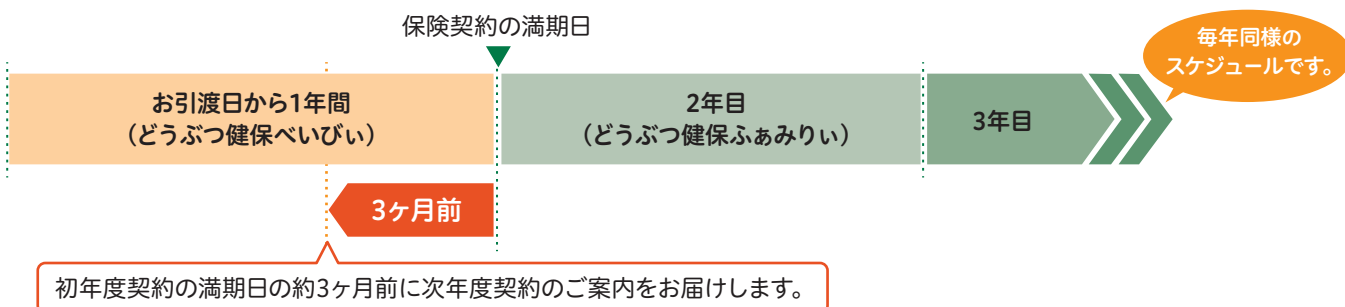 保険契約の満期日
毎年同様の
スケジュールです。
お引渡日から1年間
（どうぶつ健保べいびぃ）
2年目
（どうぶつ健保ふぁみりぃ）
3年目
3ヶ月前
初年度契約の満期日の約3ヶ月前に次年度契約のご案内をお届けします。